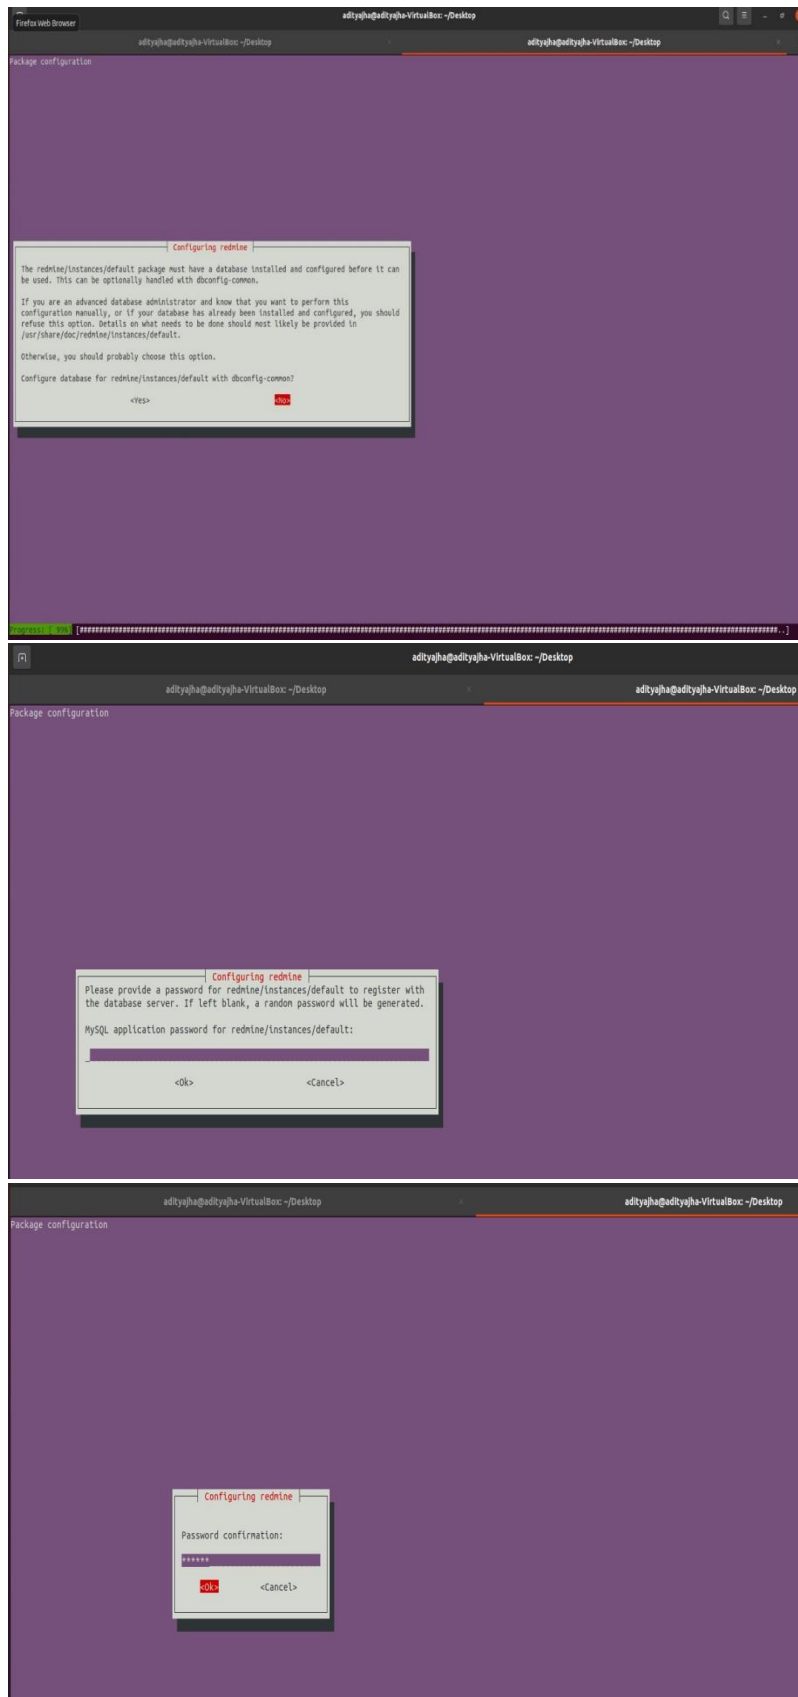 Firefox Web Browser
adityajha@adityajha-VirtualBox: ~/Desktop
adityajha@adityajha-VirtualBox: ~/Desktop × adityajha@adityajha-VirtualBox: ~/Desktop ×
Package configuration
Configuring redmine
The redmine/instances/default package must have a database installed and configured before it can
be used. This can be optionally handled with dbconfig-common.
If you are an advanced database administrator and know that you want to perform this
configuration manually, or if your database has already been installed and configured, you should
refuse this option. Details on what needs to be done should most likely be provided in
/usr/share/doc/redmine/instances/default.
Otherwise, you should probably choose this option.
Configure database for redmine/instances/default with dbconfig-common?
<Yes> <No>
Progress: [ 99%]
adityajha@adityajha-VirtualBox: ~/Desktop
adityajha@adityajha-VirtualBox: ~/Desktop × adityajha@adityajha-VirtualBox: ~/Desktop
Package configuration
Configuring redmine
Please provide a password for redmine/instances/default to register with
the database server. If left blank, a random password will be generated.
MySQL application password for redmine/instances/default:
<Ok> <Cancel>
adityajha@adityajha-VirtualBox: ~/Desktop × adityajha@adityajha-VirtualBox: ~/Desktop
Package configuration
Configuring redmine
Password confirmation:
******
<Ok> <Cancel>